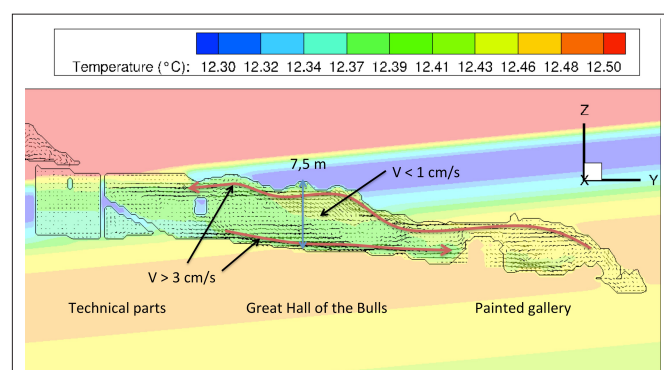 Temperature (°C): 12.30 12.32 12.34 12.37 12.39 12.41 12.43 12.46 12.48 12.50
Z
7,5 m
V < 1 cm/s
X Y
V > 3 cm/s
Technical parts Great Hall of the Bulls Painted gallery